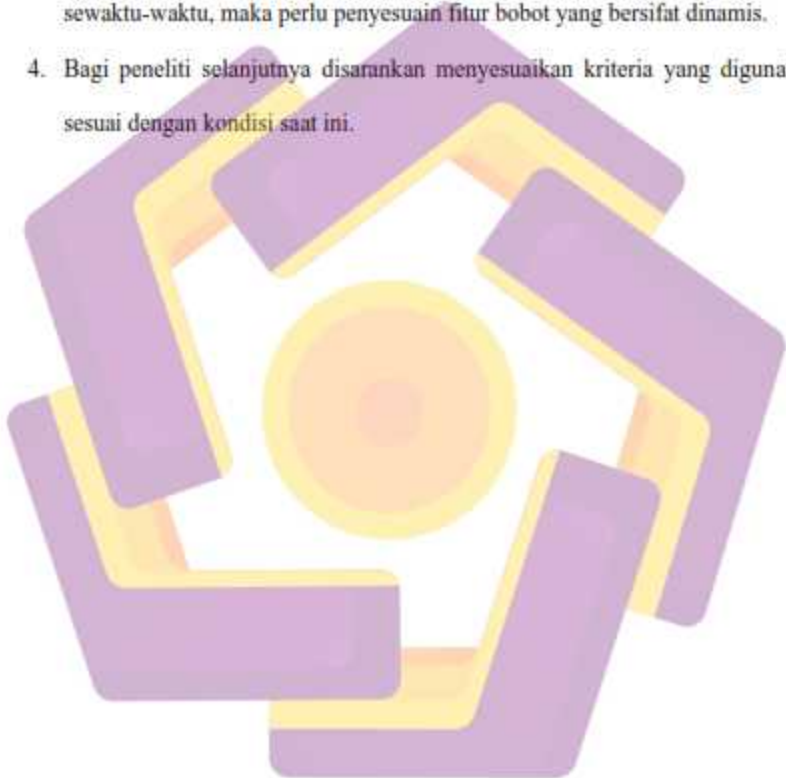 sewaktu-waktu, maka perlu penyesuain fitur bobot yang bersifat dinamis.
4. Bagi peneliti selanjutnya disarankan menyesuaikan kriteria yang diguna
sesuai dengan kondisi saat ini.